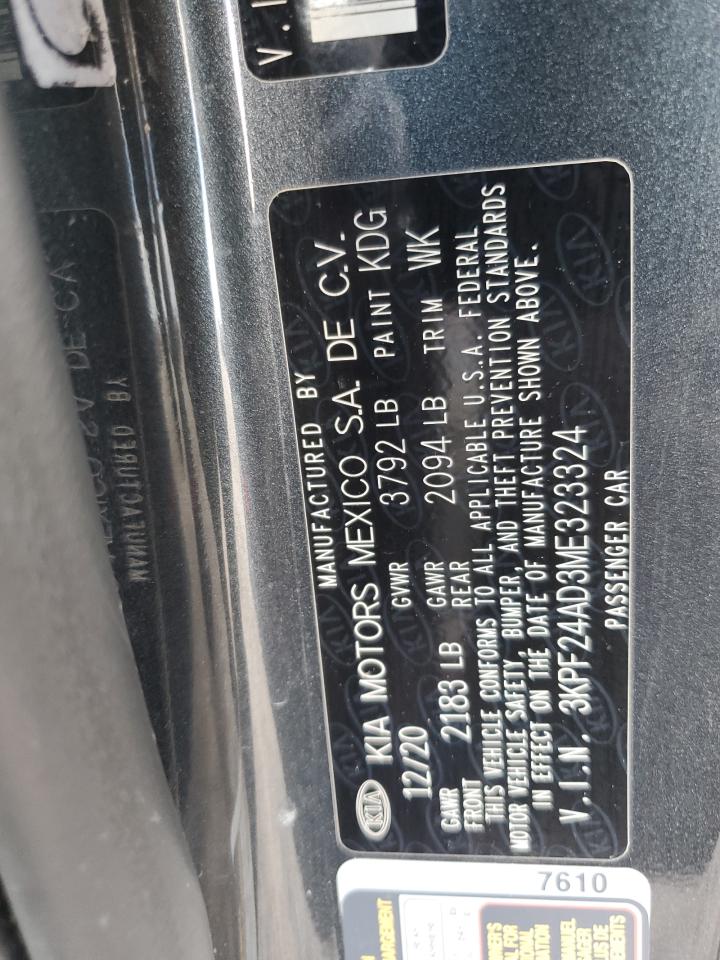 V.I
MANUFACTURED BY
KIA KIA MOTORS MEXICO S.A. DE C.V.
12/20 GVWR 3792 LB PAINT KDG
GAWR FRONT 2183 LB GAWR REAR 2094 LB TRIM WK
THIS VEHICLE CONFORMS TO ALL APPLICABLE U.S.A. FEDERAL
MOTOR VEHICLE SAFETY, BUMPER, AND THEFT PREVENTION STANDARDS
IN EFFECT ON THE DATE OF MANUFACTURE SHOWN ABOVE.
V.I.N. 3KPF24AD3ME323324
PASSENGER CAR
7610